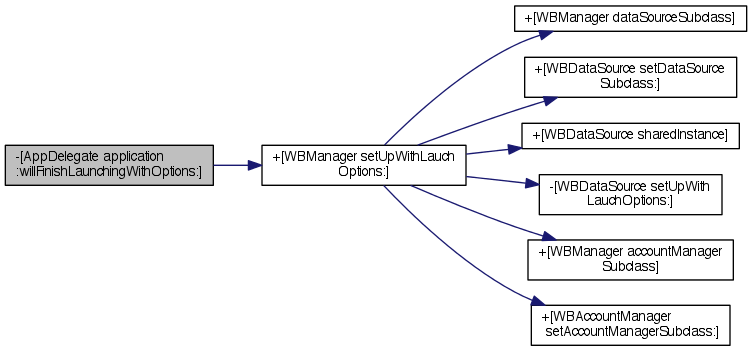 -[AppDelegate application
:willFinishLaunchingWithOptions:]
+[WBManager setUpWithLauch
Options:]
+[WBManager dataSourceSubclass]
+[WBDataSource setDataSource
Subclass:]
+[WBDataSource sharedInstance]
-[WBDataSource setUpWith
LauchOptions:]
+[WBManager accountManager
Subclass]
+[WBAccountManager
setAccountManagerSubclass:]